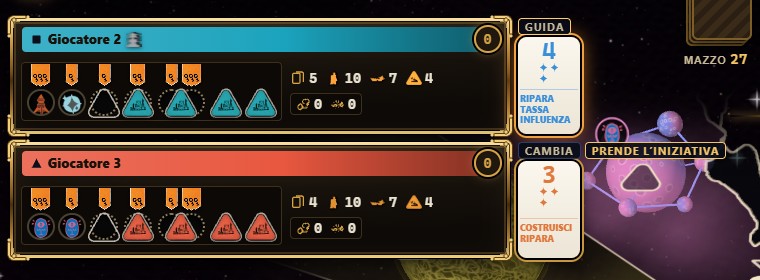 Giocatore 2
0
5 10 7 4
0 0
GUIDA
4
RIPARA
TASSA
INFLUENZA
MAZZO 27
Giocatore 3
0
4 10 7 4
0 0
CAMBIA
PRENDE L'INIZIATIVA
3
COSTRUISCI
RIPARA